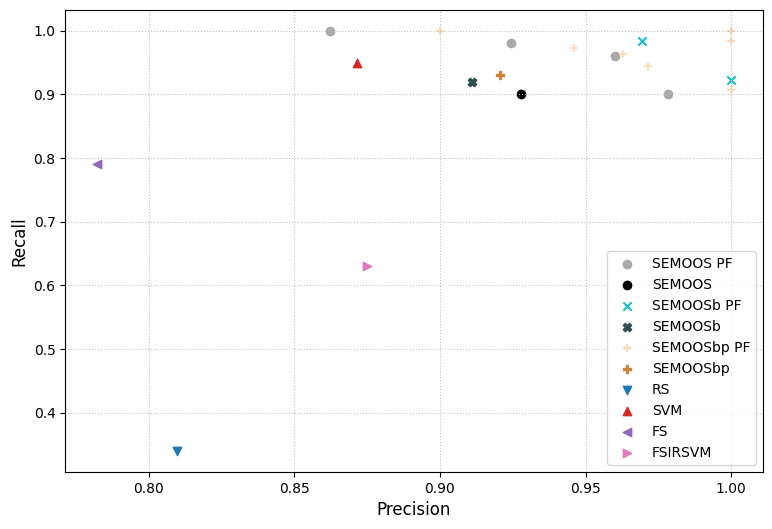 1.0
0.9
0.8
0.7
0.6
0.5
0.4
Recall
0.80
0.85
0.90
0.95
1.00
Precision
SEMOOS PF
SEMOOS
SEMOOSb PF
SEMOOSb
SEMOOSbp PF
SEMOOSbp
RS
SVM
FS
FSIRSVM